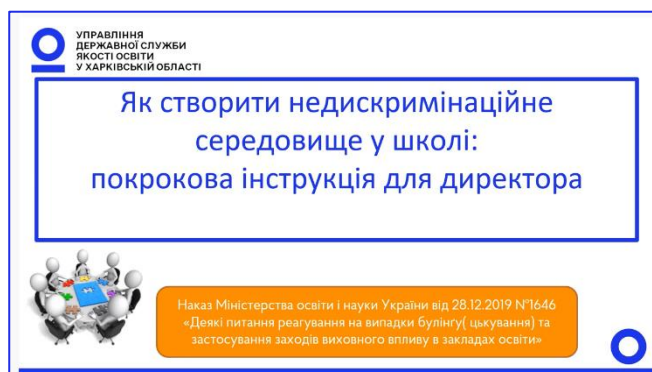 УПРАВЛІННЯ
ДЕРЖАВНОЇ СЛУЖБИ
ЯКОСТІ ОСВІТИ
У ХАРКІВСЬКІЙ ОБЛАСТІ
Як створити недискримінаційне
середовище у школі:
покрокова інструкція для директора
Наказ Міністерства освіти і науки України від 28.12.2019 №1646
«Деякі питання реагування на випадки булінгу( цькування) та
застосування заходів виховного впливу в закладах освіти»